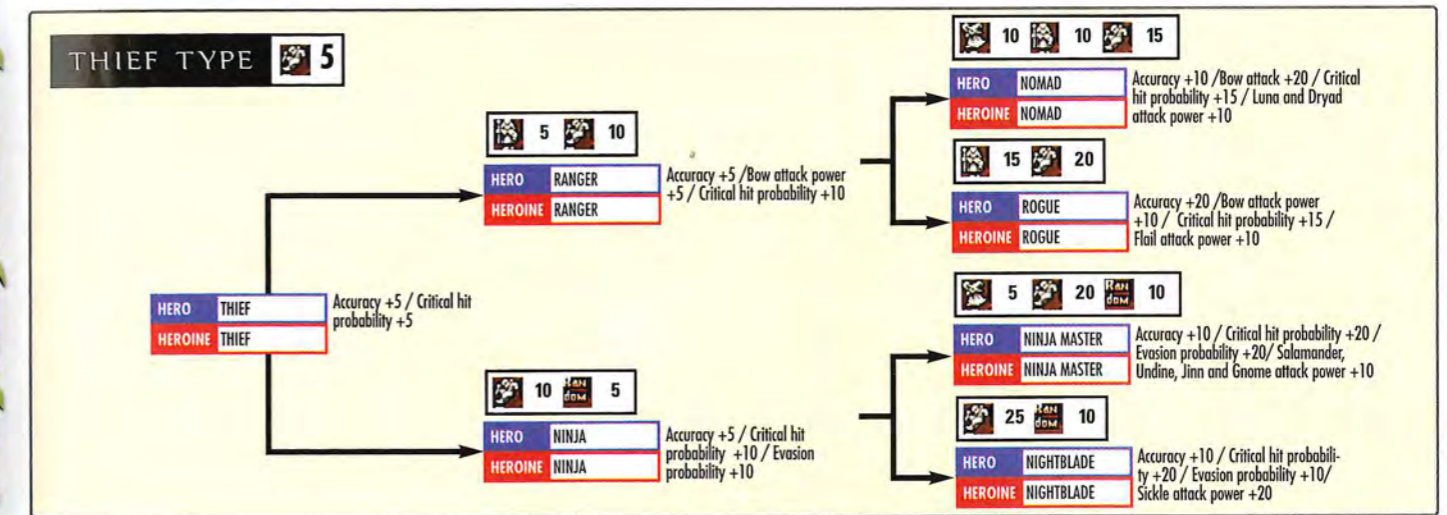 THIEF TYPE 5
10 10 15
HERO NOMAD
HEROINE NOMAD
Accuracy +10 /Bow attack +20 / Critical
hit probability +15 / Luna and Dryad
attack power +10
5 10
HERO RANGER
HEROINE RANGER
Accuracy +5 /Bow attack power
+5 / Critical hit probability +10
15 20
HERO ROGUE
HEROINE ROGUE
Accuracy +20 /Bow attack power
+10 / Critical hit probability +15 /
Flail attack power +10
HERO THIEF
HEROINE THIEF
Accuracy +5 / Critical hit
probability +5
5 20 RANDOM 10
HERO NINJA MASTER
HEROINE NINJA MASTER
Accuracy +10 / Critical hit probability +20 /
Evasion probability +20/ Salamander,
Undine, Jinn and Gnome attack power +10
10 RANDOM 5
HERO NINJA
HEROINE NINJA
Accuracy +5 / Critical hit
probability +10 / Evasion
probability +10
25 RANDOM 10
HERO NIGHTBLADE
HEROINE NIGHTBLADE
Accuracy +10 / Critical hit probabili-
ty +20 / Evasion probability +10/
Sickle attack power +20